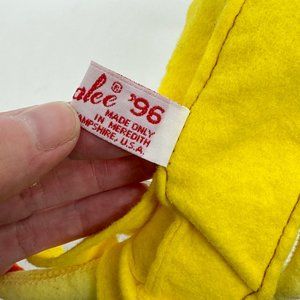 alee® '96
MADE ONLY
IN MEREDITH
AMPSHIRE, U.S.A.